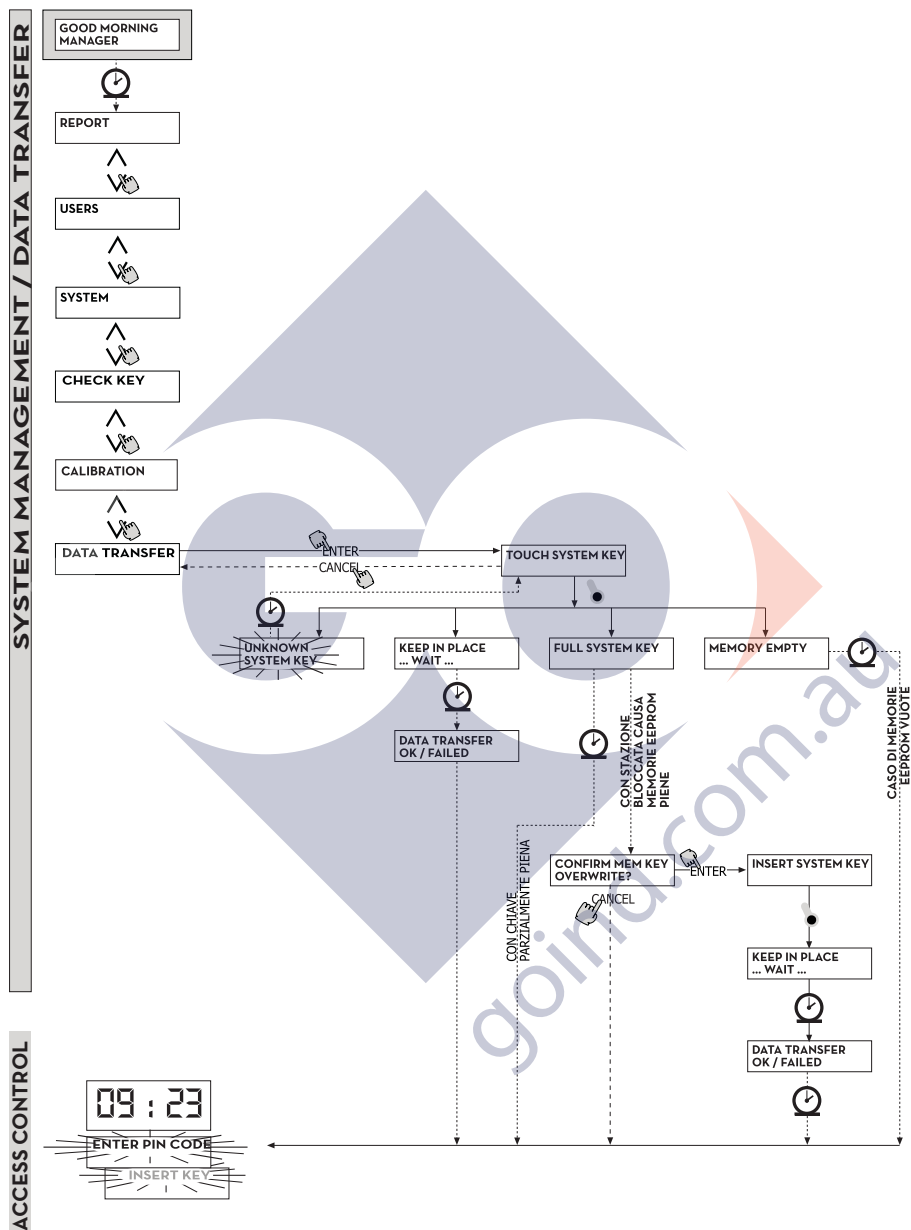 SYSTEM MANAGEMENT / DATA TRANSFER
GOOD MORNING
MANAGER
REPORT
USERS
SYSTEM
CHECK KEY
CALIBRATION
DATA TRANSFER
ENTER
CANCEL
TOUCH SYSTEM KEY
UNKNOWN
SYSTEM KEY
KEEP IN PLACE
... WAIT ...
FULL SYSTEM KEY
MEMORY EMPTY
DATA TRANSFER
OK / FAILED
CON STAZIONE
BLOCCATA CAUSA
MEMORIE EEPROM
PIENE
CASO DI MEMORIE
EEPROM VUOTE
CON CHIAVE
PARZIALMENTE PIENA
CONFIRM MEM KEY
OVERWRITE?
ENTER
CANCEL
INSERT SYSTEM KEY
KEEP IN PLACE
... WAIT ...
DATA TRANSFER
OK / FAILED
ACCESS CONTROL
09 : 23
ENTER PIN CODE
INSERT KEY
GO
goind.com.au